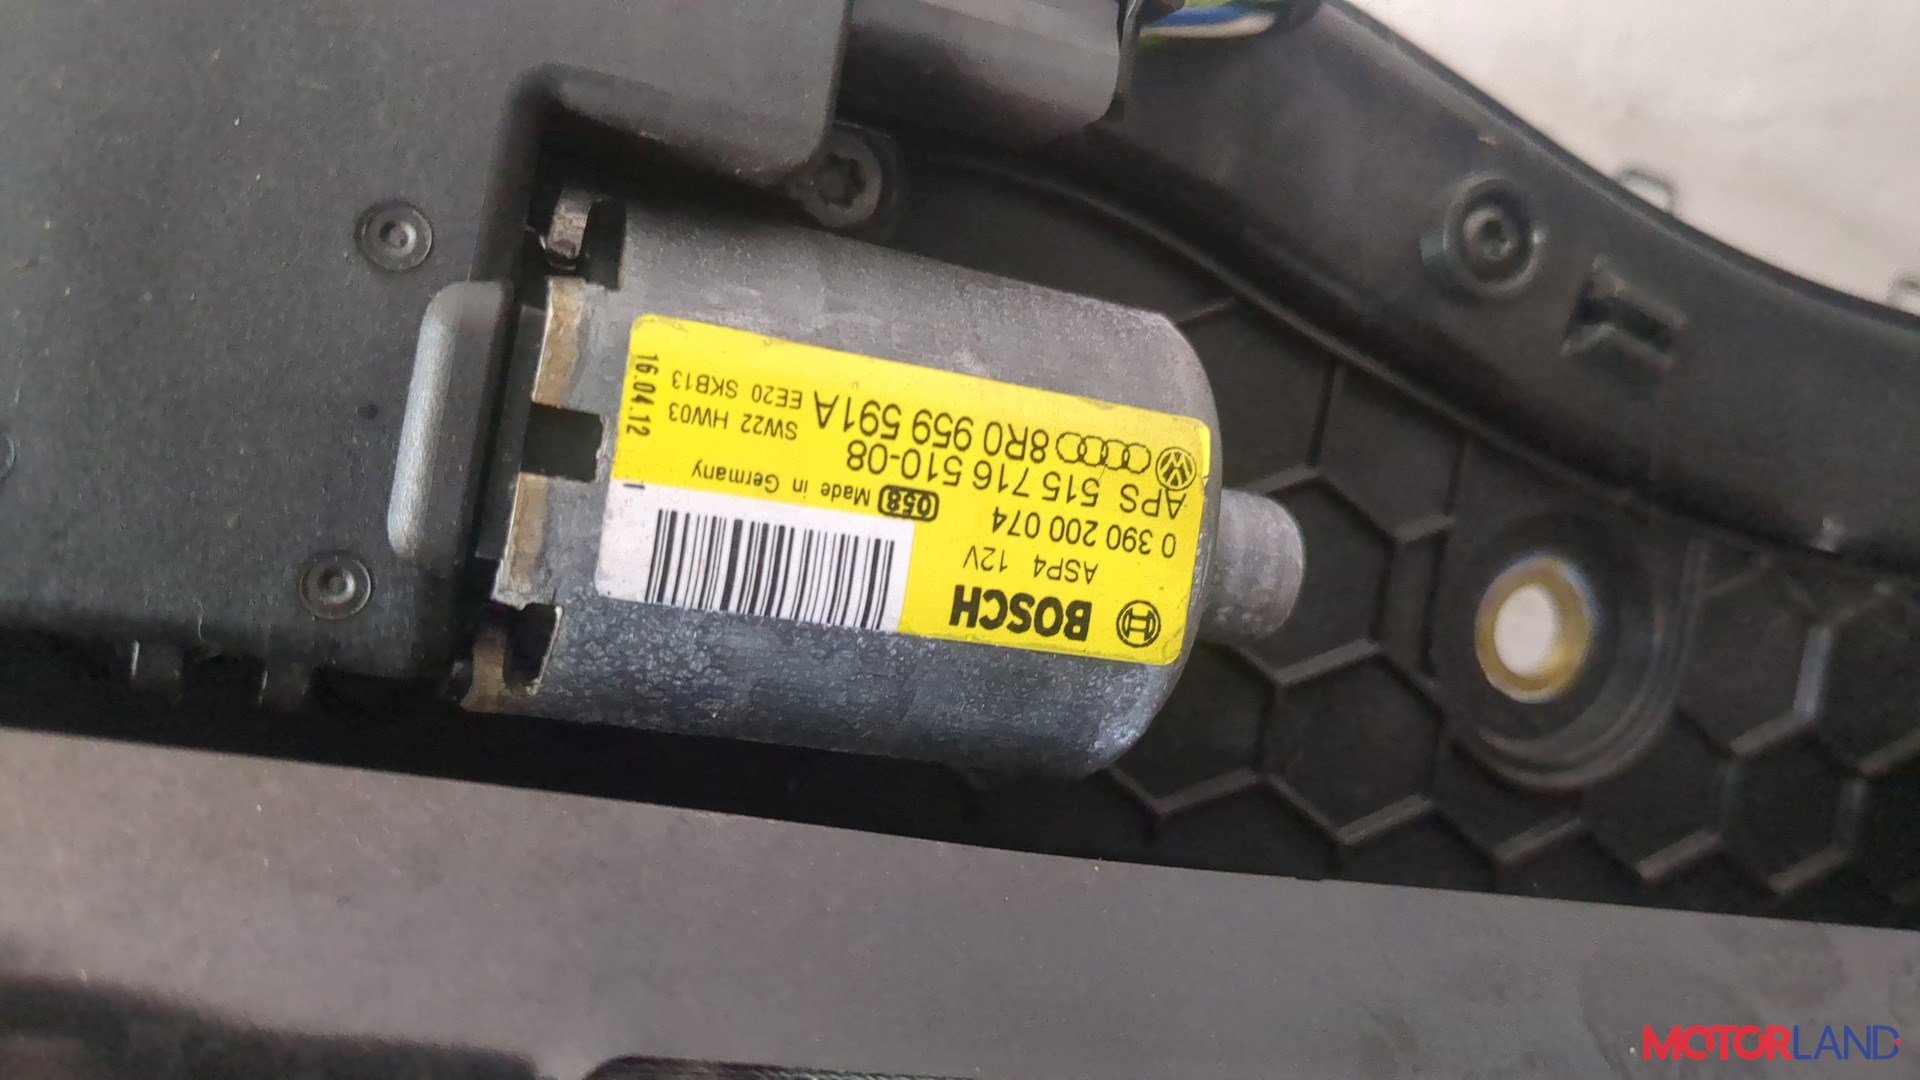 BOSCH
ASP4 12V
0 390 200 074
058 Made in Germany
APS 515 716 510-08
8R0 959 591A
SW22 HW03
EE20 SKB13
16.04.12
1
MOTORLAND